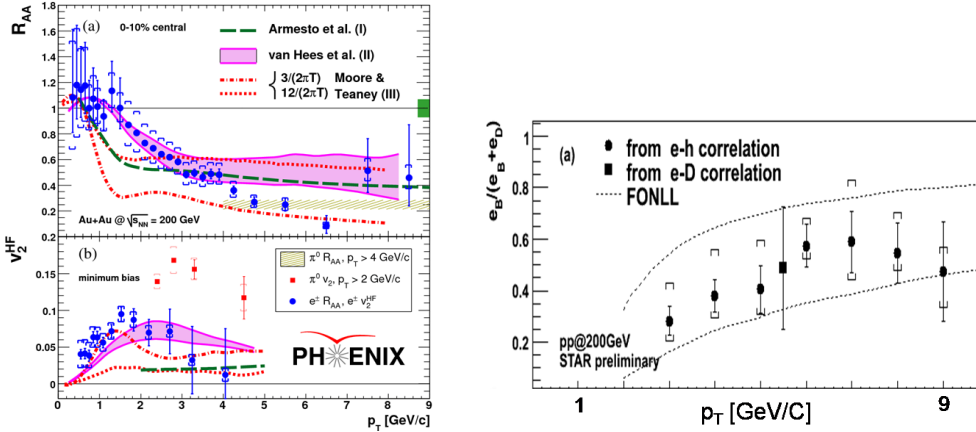 R_AA
1.8
1.6
1.4
1.2
1
0.8
0.6
0.4
0.2
(a)
0-10% central
Armesto et al. (I)
van Hees et al. (II)
3/(2πT) Moore &
12/(2πT) Teaney (III)
Au+Au @ √s_NN = 200 GeV
v_2^HF
0.2
0.15
0.1
0.05
0
(b)
minimum bias
π⁰ R_AA, p_T > 4 GeV/c
π⁰ v_2, p_T > 2 GeV/c
e± R_AA, e± v_2^HF
PHENIX
0 1 2 3 4 5 6 7 8 9
p_T [GeV/c]
e_B/(e_B+e_D)
1
0.8
0.6
0.4
0.2
(a)
from e-h correlation
from e-D correlation
FONLL
pp@200GeV
STAR preliminary
1 9
p_T [GeV/C]